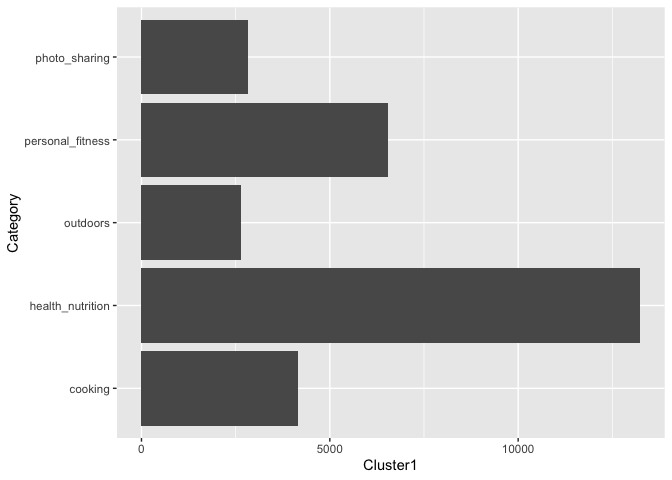 photo_sharing
personal_fitness
outdoors
health_nutrition
cooking
Category
0 5000 10000
Cluster1